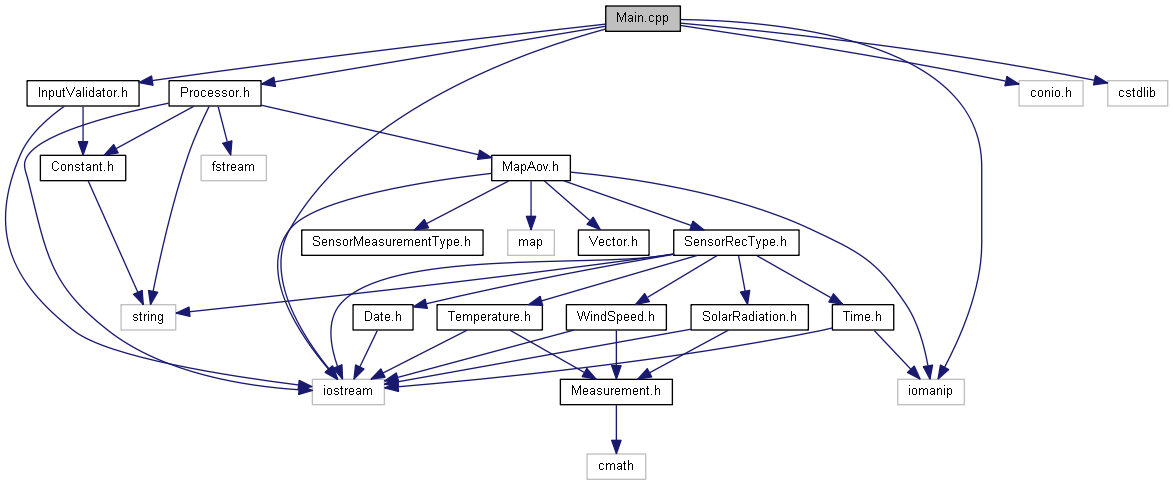 Main.cpp
InputValidator.h
Processor.h
conio.h
cstdlib
Constant.h
fstream
MapAov.h
SensorMeasurementType.h
map
Vector.h
SensorRecType.h
string
Date.h
Temperature.h
WindSpeed.h
SolarRadiation.h
Time.h
iostream
Measurement.h
iomanip
cmath